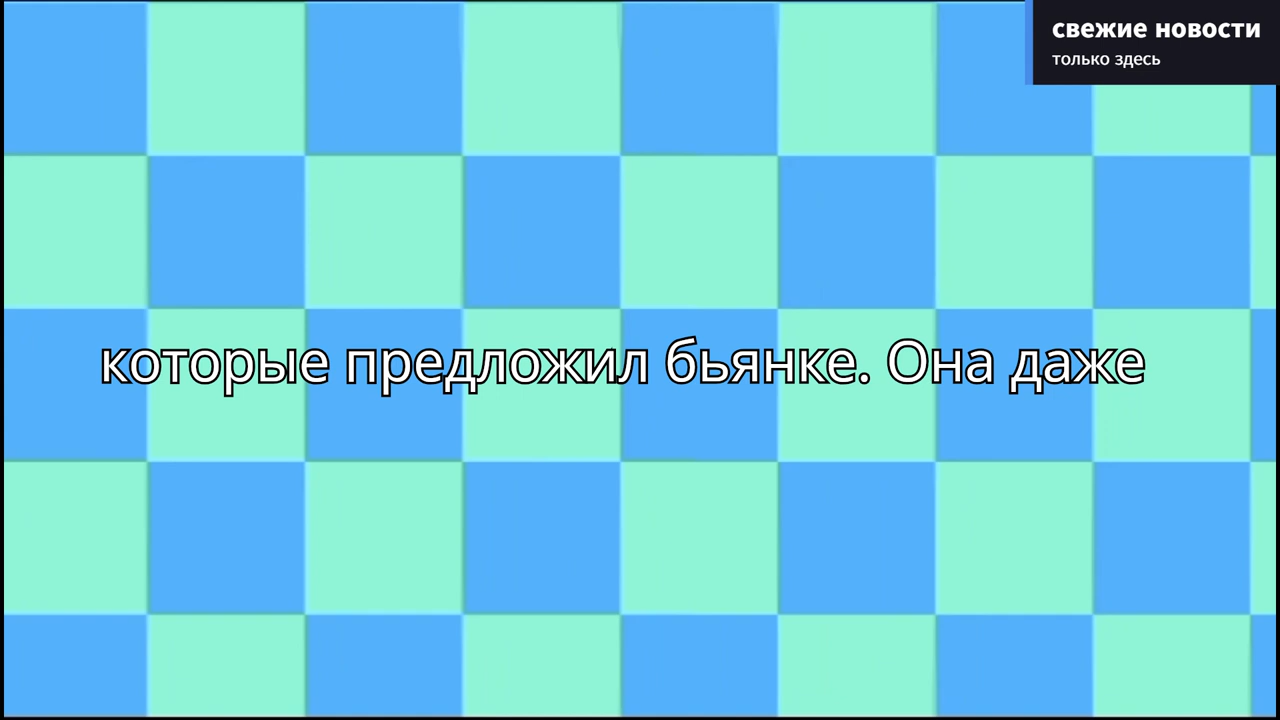 свежие новости
только здесь
которые предложил бьянке. Она даже